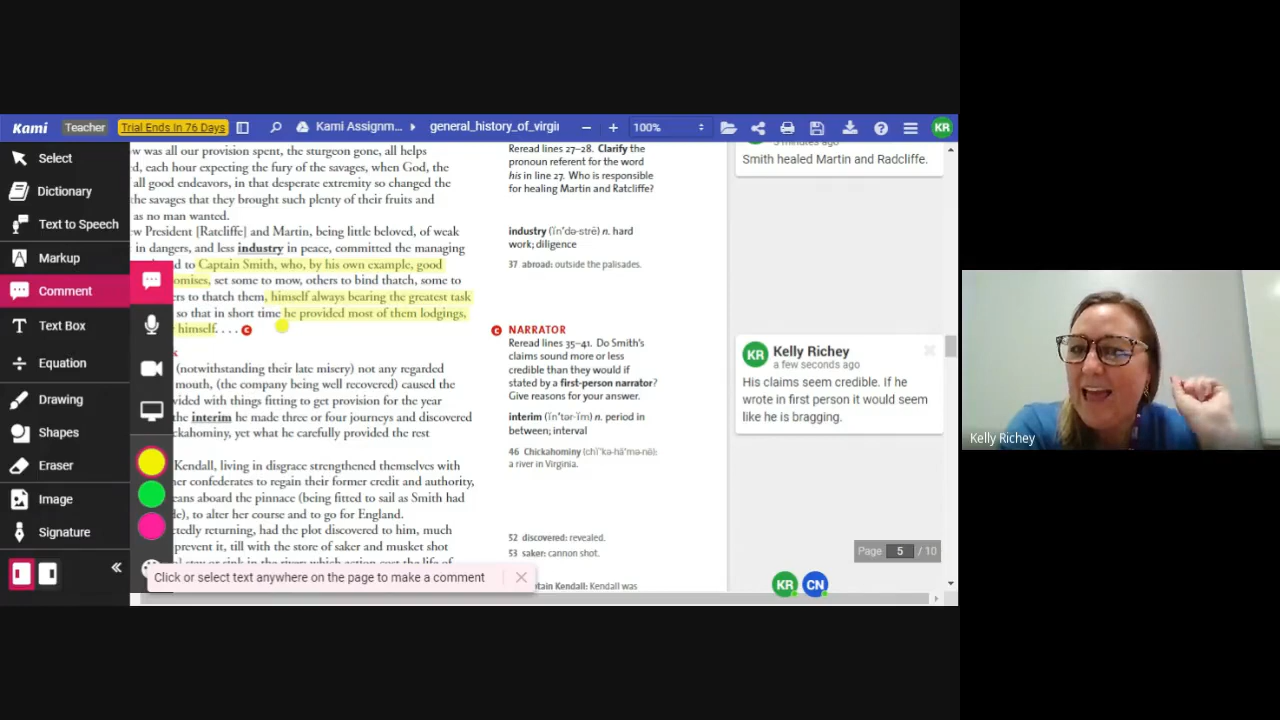 Kami Teacher Trial Ends In 76 Days Kami Assignm... general_history_of_virgii 100% KR
Select
Dictionary
Text to Speech
Markup
Comment
Text Box
Equation
Drawing
Shapes
Eraser
Image
Signature
w was all our provision spent, the sturgeon gone, all helps
d, each hour expecting the fury of the savages, when God, the
all good endeavors, in that desperate extremity so changed the
the savages that they brought such plenty of their fruits and
as no man wanted.
w President [Ratcliffe] and Martin, being little beloved, of weak
in dangers, and less industry in peace, committed the managing
to Captain Smith, who, by his own example, good
omises, set some to mow, others to bind thatch, some to
ers to thatch them, himself always bearing the greatest task
so that in short time he provided most of them lodgings,
himself. . . . C
k
(notwithstanding their late misery) not any regarded
mouth, (the company being well recovered) caused the
vided with things fitting to get provision for the year
the interim he made three or four journeys and discovered
ckahominy, yet what he carefully provided the rest
Kendall, living in disgrace strengthened themselves with
er confederates to regain their former credit and authority,
eans aboard the pinnace (being fitted to sail as Smith had
de), to alter her course and to go for England.
ctedly returning, had the plot discovered to him, much
prevent it, till with the store of saker and musket shot
Click or select text anywhere on the page to make a comment
Reread lines 27–28. Clarify the
pronoun referent for the word
his in line 27. Who is responsible
for healing Martin and Ratcliffe?
industry (ĭn'də-strē) n. hard
work; diligence
37 abroad: outside the palisades.
C NARRATOR
Reread lines 35–41. Do Smith's
claims sound more or less
credible than they would if
stated by a first-person narrator?
Give reasons for your answer.
interim (ĭn'tər-ĭm) n. period in
between; interval
46 Chickahominy (chĭ'kə-hä'mə-nē):
a river in Virginia.
52 discovered: revealed.
53 saker: cannon shot.
tain Kendall: Kendall was
5 minutes ago
Smith healed Martin and Radcliffe.
KR Kelly Richey
a few seconds ago
His claims seem credible. If he
wrote in first person it would seem
like he is bragging.
Page 5 / 10
KR CN
Kelly Richey